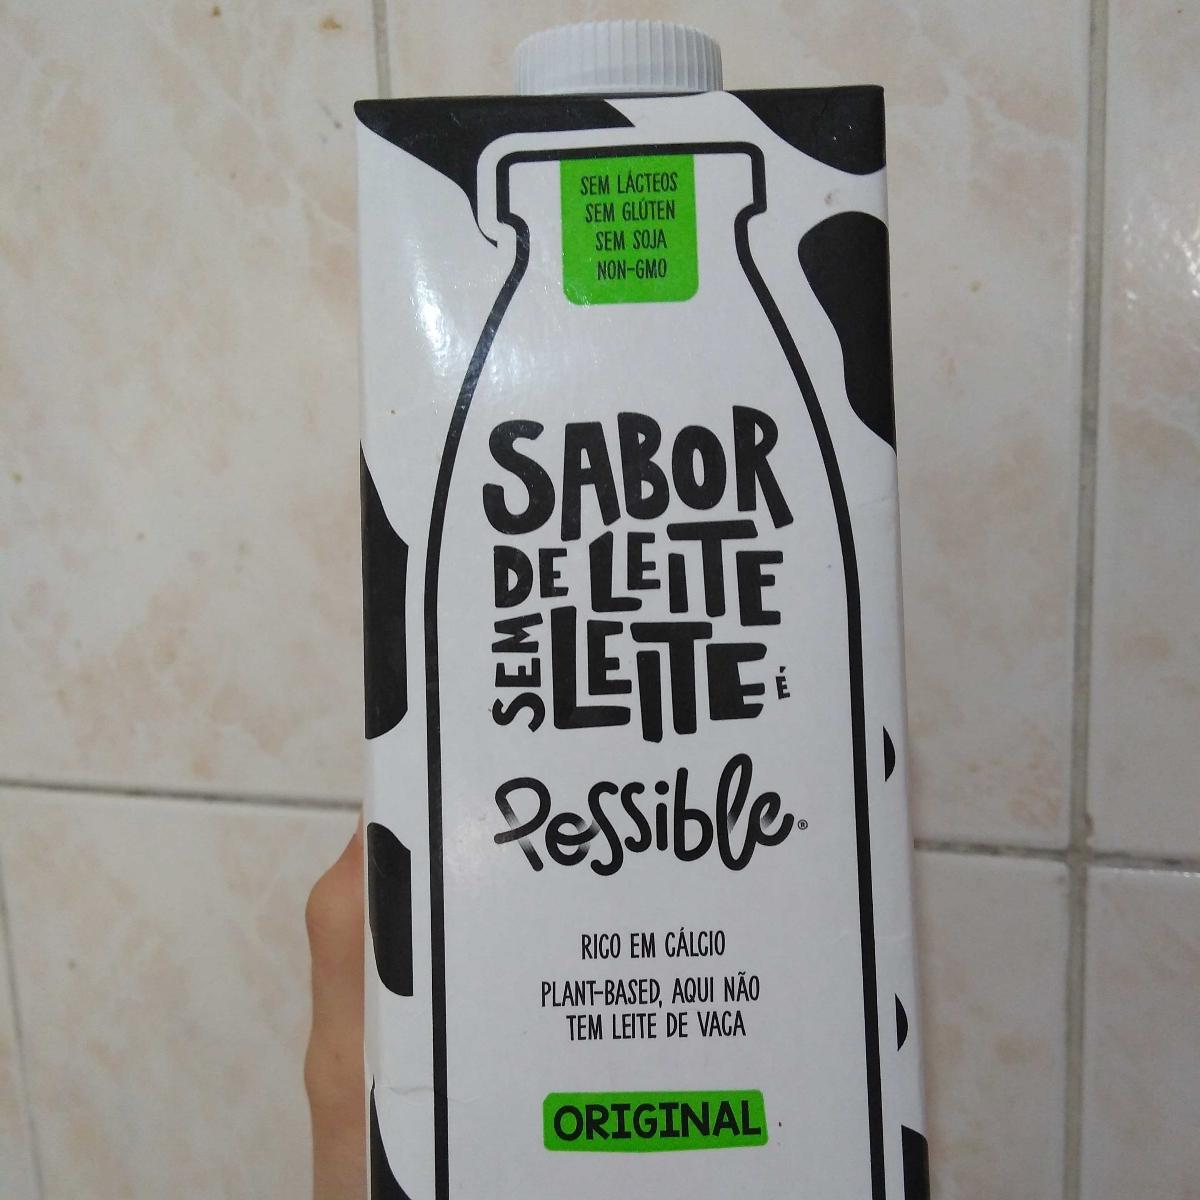 SEM LÁCTEOS
SEM GLÚTEN
SEM SOJA
NON-GMO
SABOR
DE LEITE
SEM LEITE É
Possible®
RICO EM CÁLCIO
PLANT-BASED, AQUI NÃO
TEM LEITE DE VACA
ORIGINAL